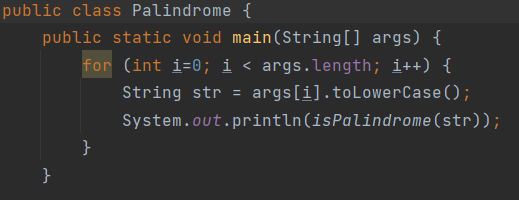 public class Palindrome {
    public static void main(String[] args) {
        for (int i=0; i < args.length; i++) {
            String str = args[i].toLowerCase();
            System.out.println(isPalindrome(str));
        }
    }